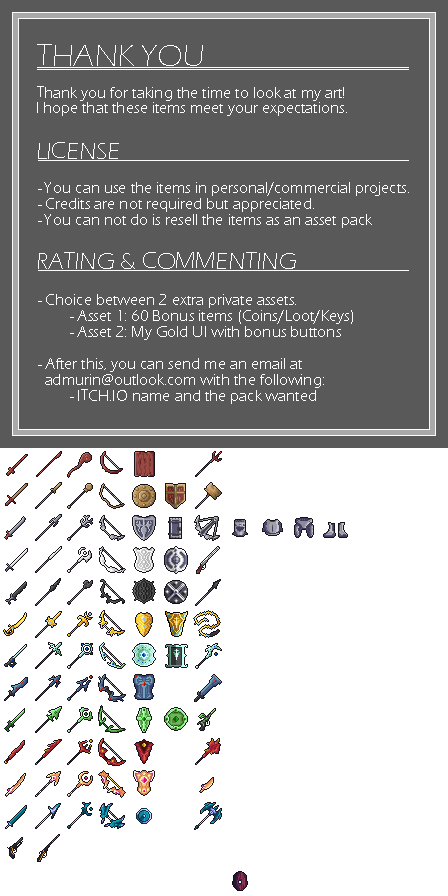 THANK YOU
Thank you for taking the time to look at my art!
I hope that these items meet your expectations.
LICENSE
-You can use the items in personal/commercial projects.
- Credits are not required but appreciated.
-You can not do is resell the items as an asset pack
RATING & COMMENTING
- Choice between 2 extra private assets.
- Asset 1: 60 Bonus items (Coins/Loot/Keys)
- Asset 2: My Gold UI with bonus buttons
- After this, you can send me an email at
admurin@outlook.com with the following:
- ITCH.IO name and the pack wanted